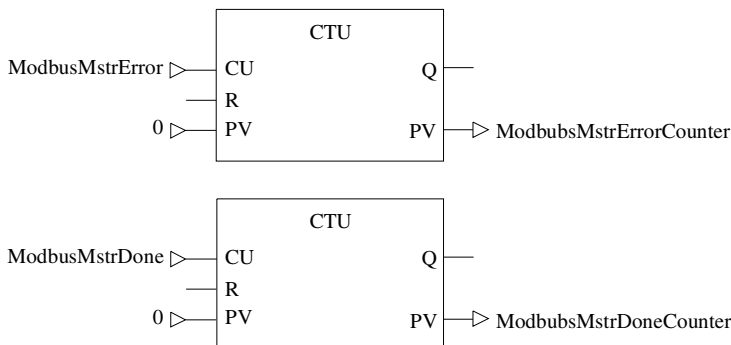 CTU
ModbusMstrError CU Q
R
0 PV PV ModbubsMstrErrorCounter
CTU
ModbusMstrDone CU Q
R
0 PV PV ModbubsMstrDoneCounter